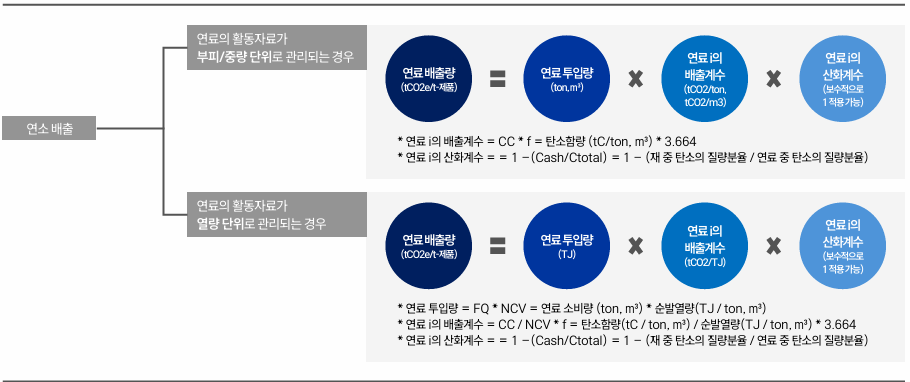 연소 배출
연료의 활동자료가
부피/중량 단위로 관리되는 경우
연료 배출량
(tCO2e/t-제품)
=
연료 투입량
(ton,m³)
×
연료 i의
배출계수
(tCO2/ton,
tCO2/m3)
×
연료 i의
산화계수
(보수적으로
1 적용 가능)
* 연료 i의 배출계수 = CC * f = 탄소함량 (tC/ton, m³) * 3.664
* 연료 i의 산화계수 = = 1 -(Cash/Ctotal) = 1 - (재 중 탄소의 질량분율 / 연료 중 탄소의 질량분율)
연료의 활동자료가
열량 단위로 관리되는 경우
연료 배출량
(tCO2e/t-제품)
=
연료 투입량
(TJ)
×
연료 i의
배출계수
(tCO2/TJ)
×
연료 i의
산화계수
(보수적으로
1 적용 가능)
* 연료 투입량 = FQ * NCV = 연료 소비량 (ton, m³) * 순발열량(TJ / ton, m³)
* 연료 i의 배출계수 = CC / NCV * f = 탄소함량(tC / ton, m³) / 순발열량(TJ / ton, m³) * 3.664
* 연료 i의 산화계수 = = 1 -(Cash/Ctotal) = 1 - (재 중 탄소의 질량분율 / 연료 중 탄소의 질량분율)